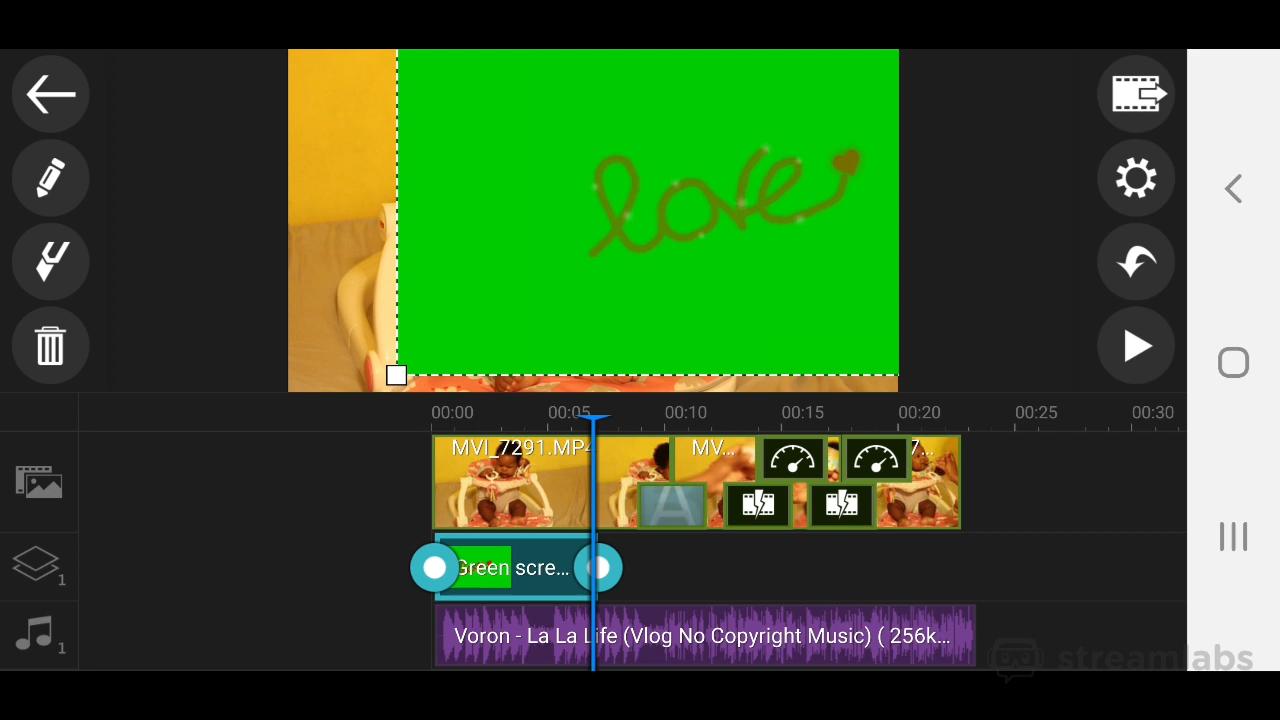 love
00:00
00:05
00:10
00:15
00:20
00:25
00:30
MVI_7291.MP4
MV...
7...
A
Green scre...
1
Voron - La La Life (Vlog No Copyright Music) ( 256k...
1
streamlabs